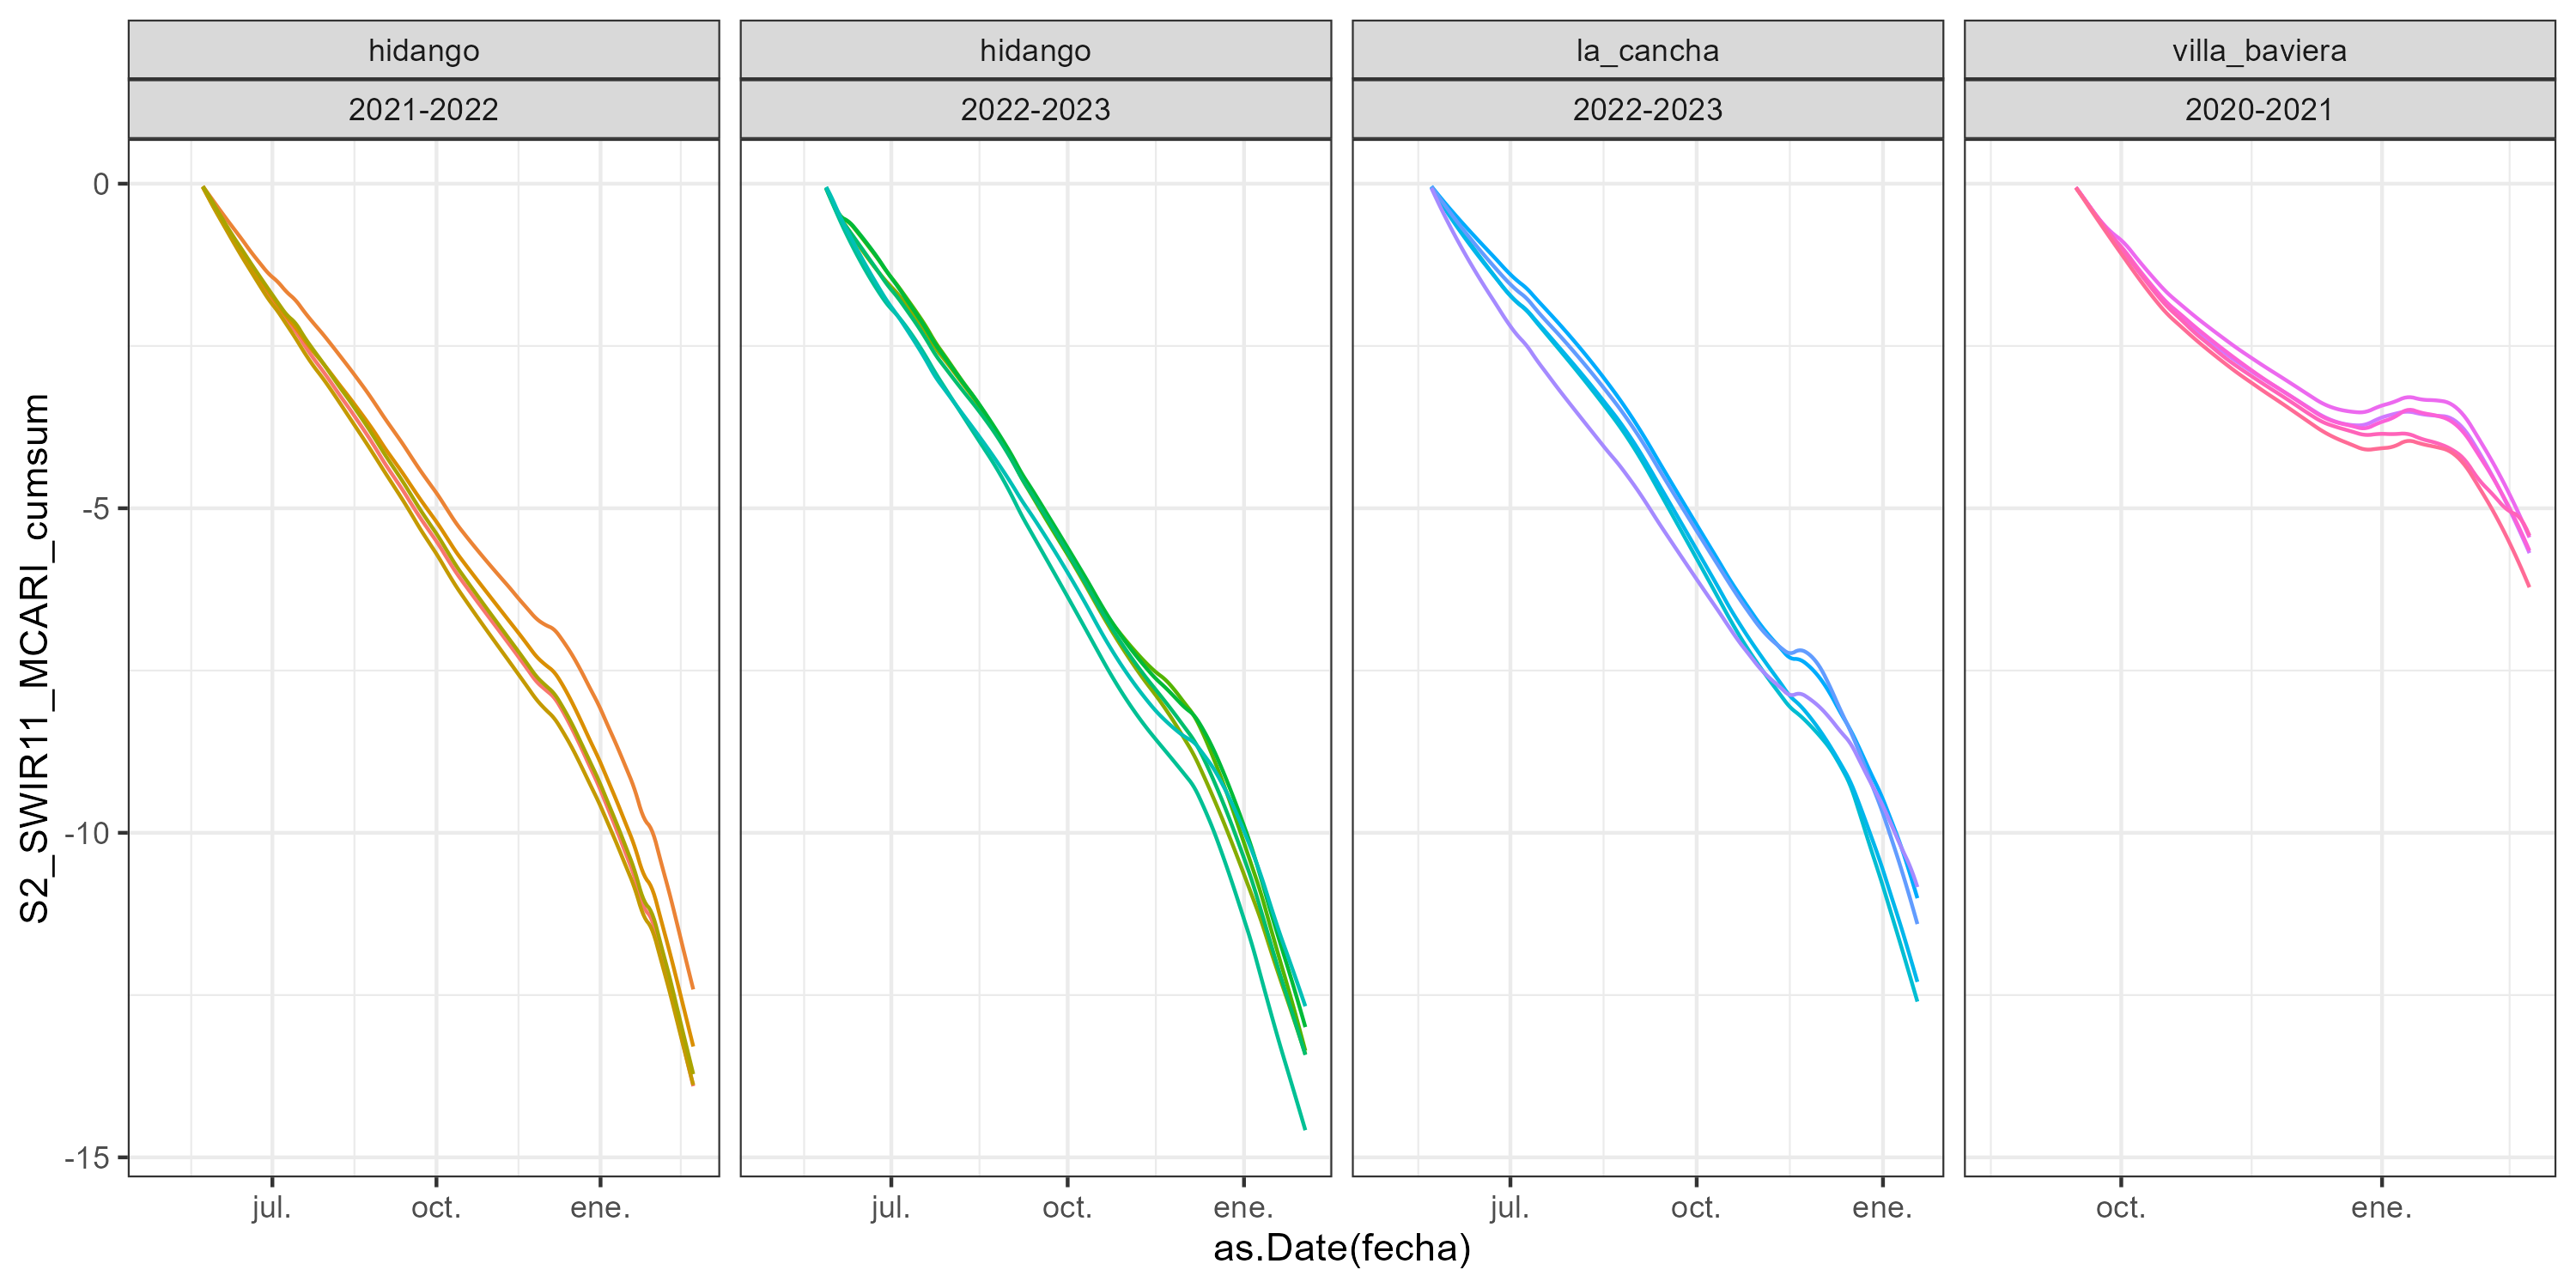 hidango
hidango
la_cancha
villa_baviera
2021-2022
2022-2023
2022-2023
2020-2021
S2_SWIR11_MCARI_cumsum
0
-5
-10
-15
jul.
oct.
ene.
jul.
oct.
ene.
jul.
oct.
ene.
oct.
ene.
as.Date(fecha)